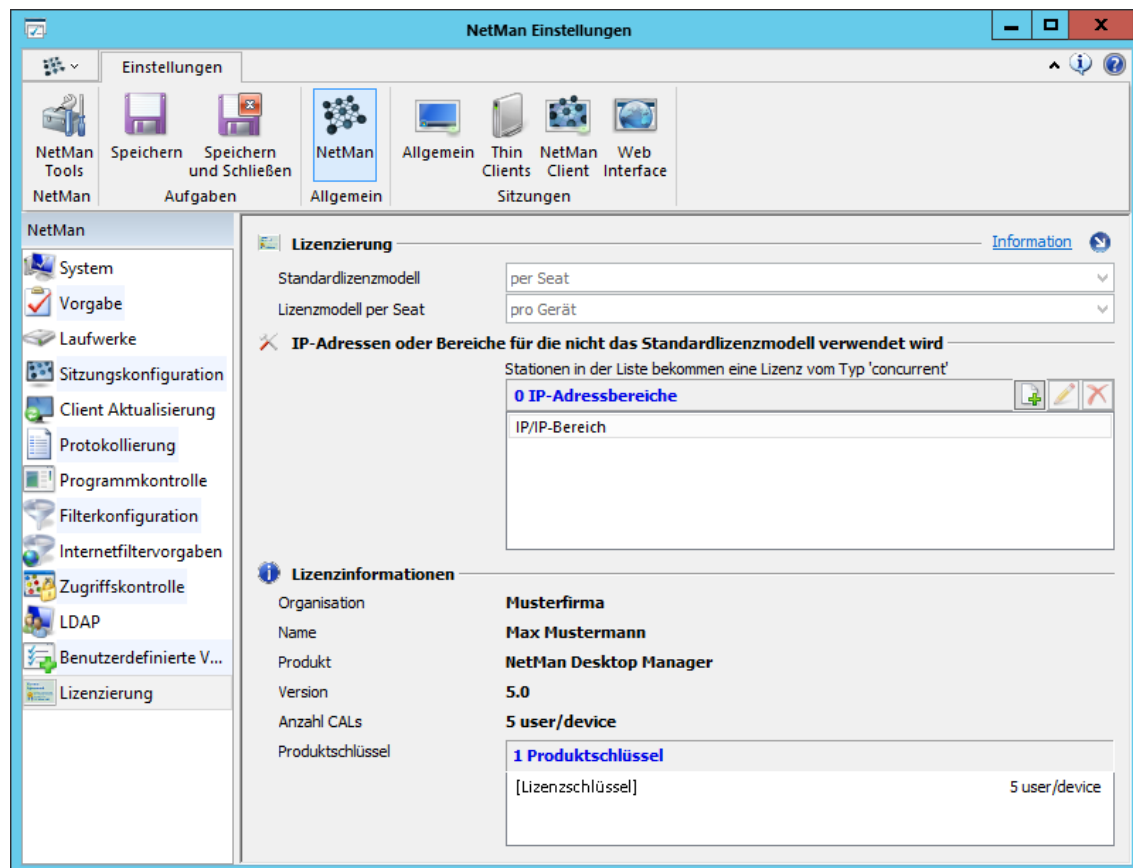 NetMan Einstellungen
Einstellungen
NetMan Tools
Speichern
Speichern und Schließen
NetMan
Allgemein
Thin Clients
NetMan Client
Web Interface
NetMan
Aufgaben
Allgemein
Sitzungen
NetMan
System
Vorgabe
Laufwerke
Sitzungskonfiguration
Client Aktualisierung
Protokollierung
Programmkontrolle
Filterkonfiguration
Internetfiltervorgaben
Zugriffskontrolle
LDAP
Benutzerdefinierte V...
Lizenzierung
Lizenzierung
Information
Standardlizenzmodell
per Seat
Lizenzmodell per Seat
pro Gerät
IP-Adressen oder Bereiche für die nicht das Standardlizenzmodell verwendet wird
Stationen in der Liste bekommen eine Lizenz vom Typ 'concurrent'
0 IP-Adressbereiche
IP/IP-Bereich
Lizenzinformationen
Organisation
Musterfirma
Name
Max Mustermann
Produkt
NetMan Desktop Manager
Version
5.0
Anzahl CALs
5 user/device
Produktschlüssel
1 Produktschlüssel
[Lizenzschlüssel]
5 user/device